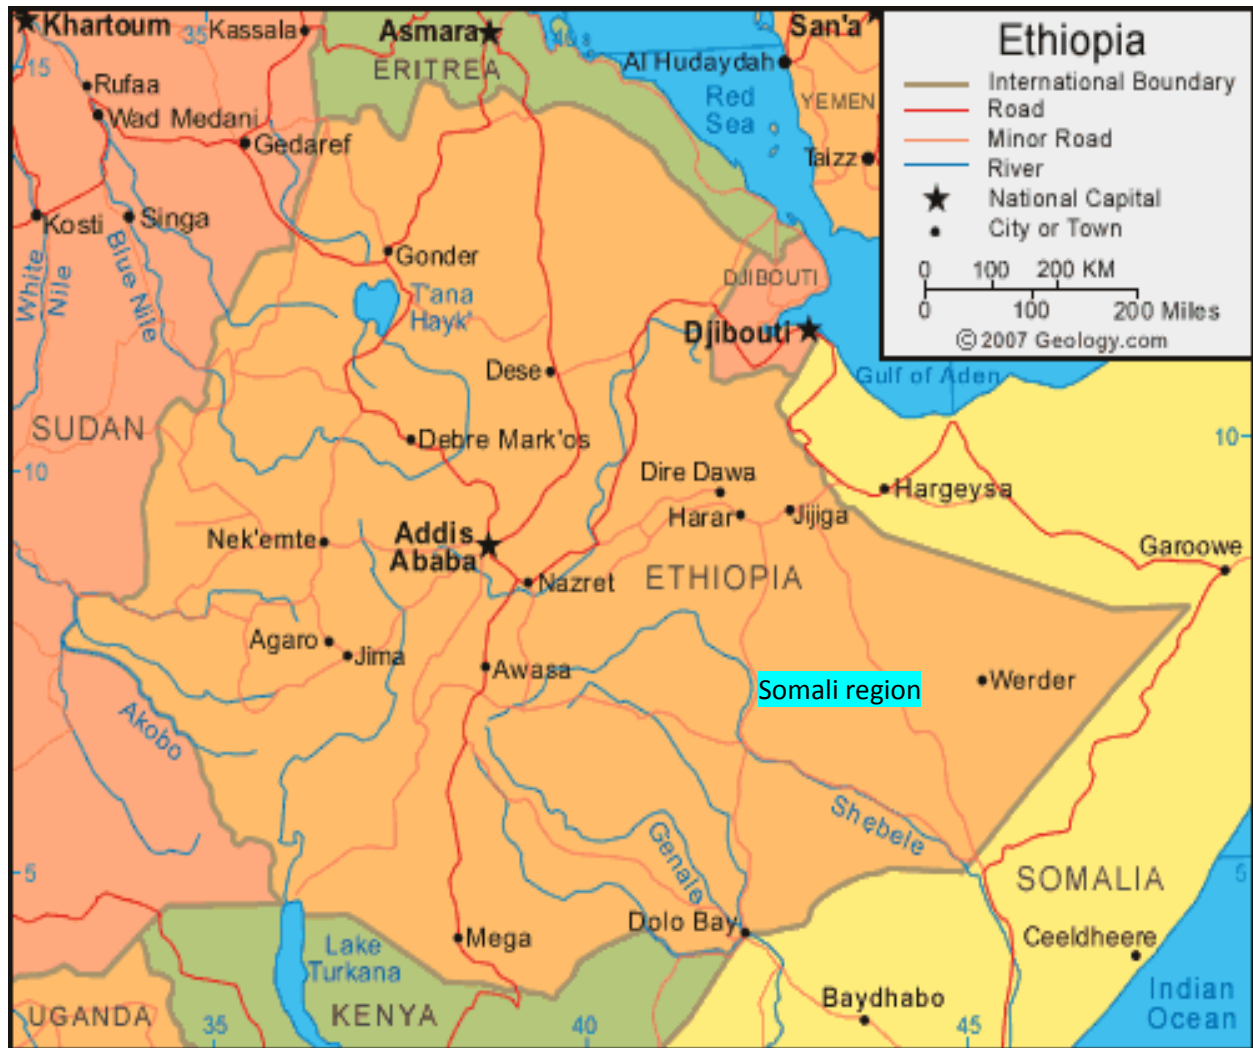 Khartoum
35
Kassala
Asmara
40
San'a
Ethiopia
15
ERITREA
Al Hudaydah
International Boundary
Rufaa
Red
Sea
YEMEN
Road
Wad Medani
Minor Road
Gedaref
Taizz
River
National Capital
Kosti
Singa
City or Town
White
Nile
Blue Nile
Gonder
DJIBOUTI
0 100 200 KM
T'ana
Hayk'
0 100 200 Miles
Djibouti
© 2007 Geology.com
Dese
Gulf of Aden
SUDAN
Debre Mark'os
10
10
Dire Dawa
Hargeysa
Harar
Jijiga
Nek'emte
Addis
Ababa
Garoowe
Nazret
ETHIOPIA
Agaro
Jima
Awasa
Somali region
Werder
Akobo
Shebele
Genale
5
SOMALIA
5
Dolo Bay
Mega
Ceeldheere
Lake
Turkana
Baydhabo
Indian
Ocean
UGANDA
35
KENYA
40
45